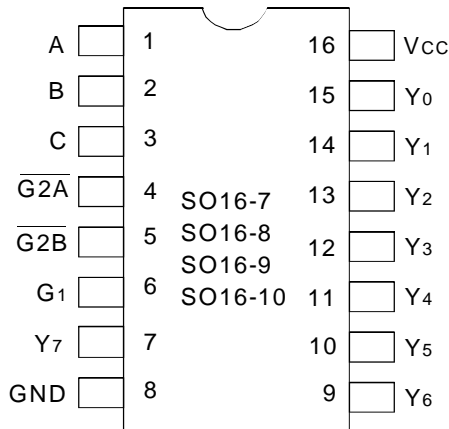 A 1 16 VCC
B 2 15 Y0
C 3 14 Y1
G2A 4 13 Y2
SO16-7
G2B 5 SO16-8 12 Y3
SO16-9
G1 6 SO16-10 11 Y4
Y7 7 10 Y5
GND 8 9 Y6